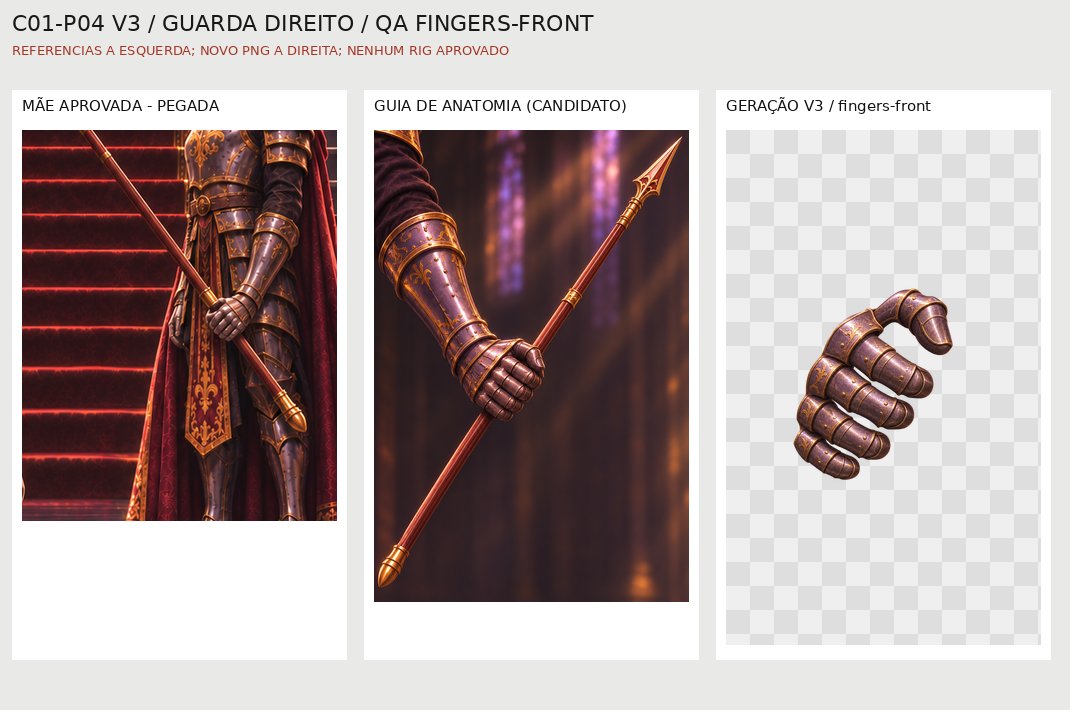 C01-P04 V3 / GUARDA DIREITO / QA FINGERS-FRONT
REFERENCIAS A ESQUERDA; NOVO PNG A DIREITA; NENHUM RIG APROVADO
MÃE APROVADA - PEGADA
GUIA DE ANATOMIA (CANDIDATO)
GERAÇÃO V3 / fingers-front